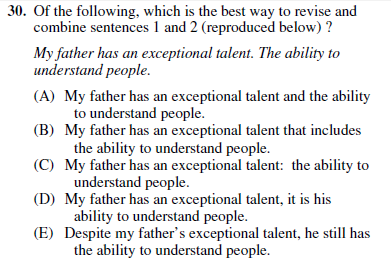 30. Of the following, which is the best way to revise and
combine sentences 1 and 2 (reproduced below) ?
My father has an exceptional talent. The ability to
understand people.
(A) My father has an exceptional talent and the ability
to understand people.
(B) My father has an exceptional talent that includes
the ability to understand people.
(C) My father has an exceptional talent: the ability to
understand people.
(D) My father has an exceptional talent, it is his
ability to understand people.
(E) Despite my father's exceptional talent, he still has
the ability to understand people.